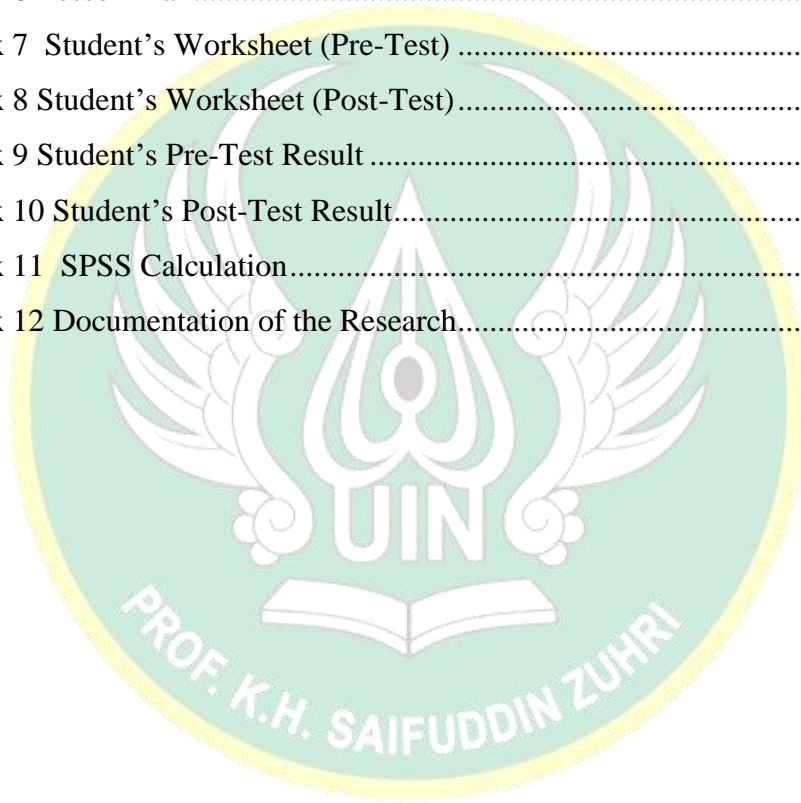 x 7  Student’s Worksheet (Pre-Test) ...........................................
x 8 Student’s Worksheet (Post-Test)...........................................
x 9 Student’s Pre-Test Result ......................................................
x 10 Student’s Post-Test Result...................................................
x 11  SPSS Calculation................................................................
x 12 Documentation of the Research...........................................
UIN
PROF. K.H. SAIFUDDIN ZUHRI